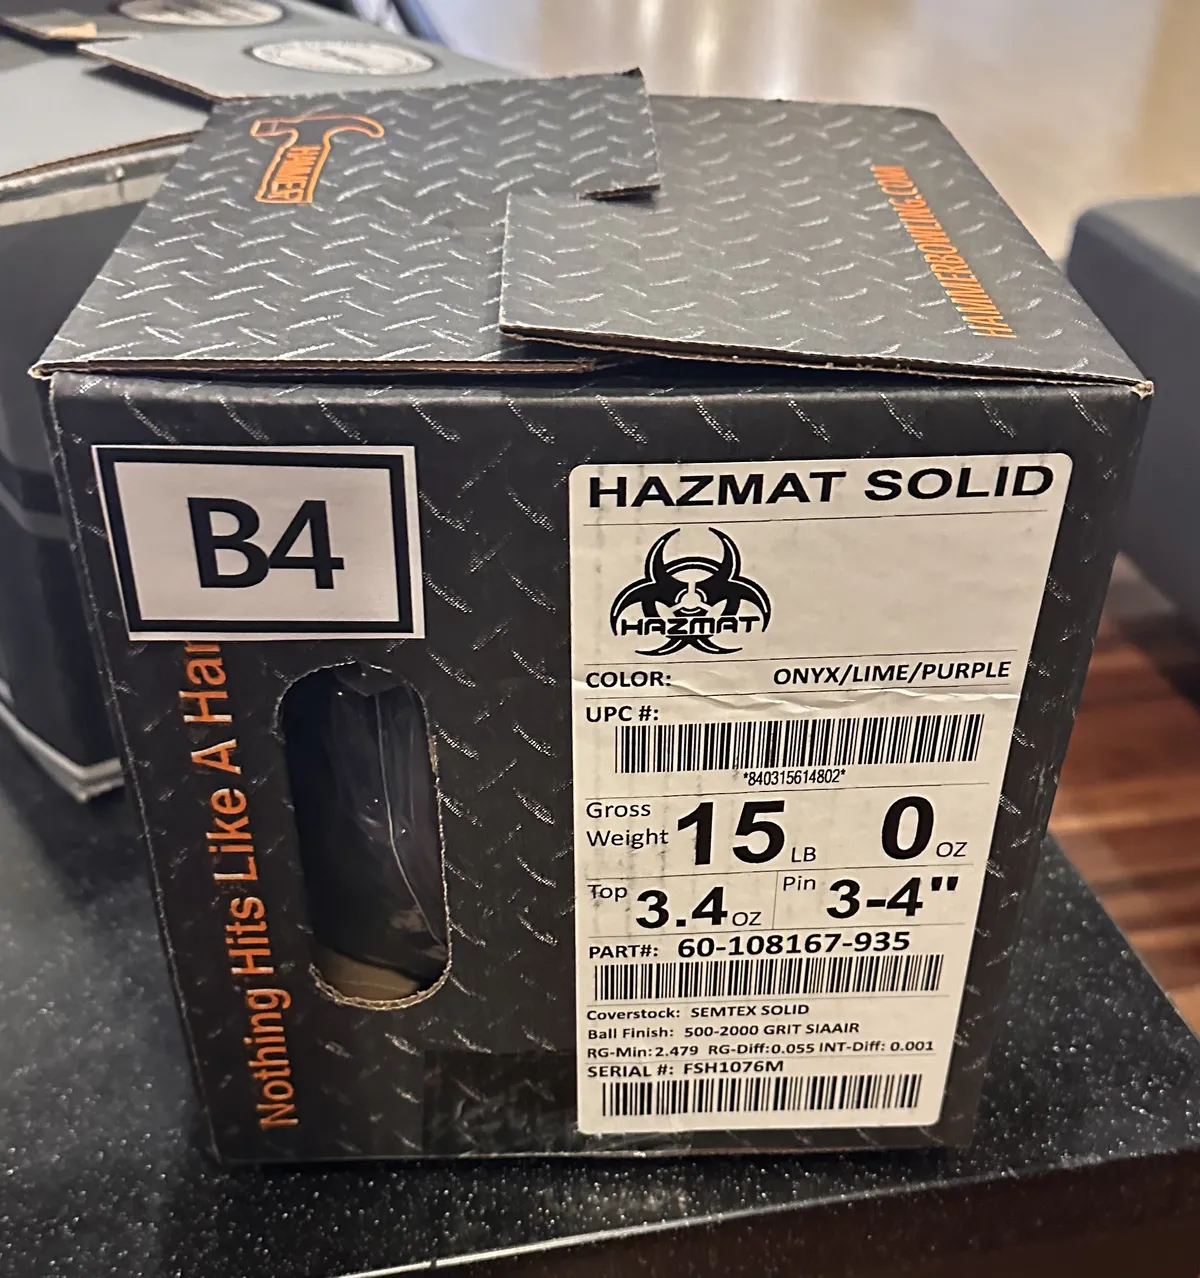 HAMMER
HAMMERBOWLING.COM
B4
Nothing Hits Like A Ham
HAZMAT SOLID
HAZMAT
COLOR: ONYX/LIME/PURPLE
UPC #:
*840315614802*
Gross Weight 15 LB 0 OZ
Top 3.4 OZ Pin 3-4"
PART#: 60-108167-935
Coverstock: SEMTEX SOLID
Ball Finish: 500-2000 GRIT SIAAIR
RG-Min: 2.479 RG-Diff:0.055 INT-Diff: 0.001
SERIAL #: FSH1076M